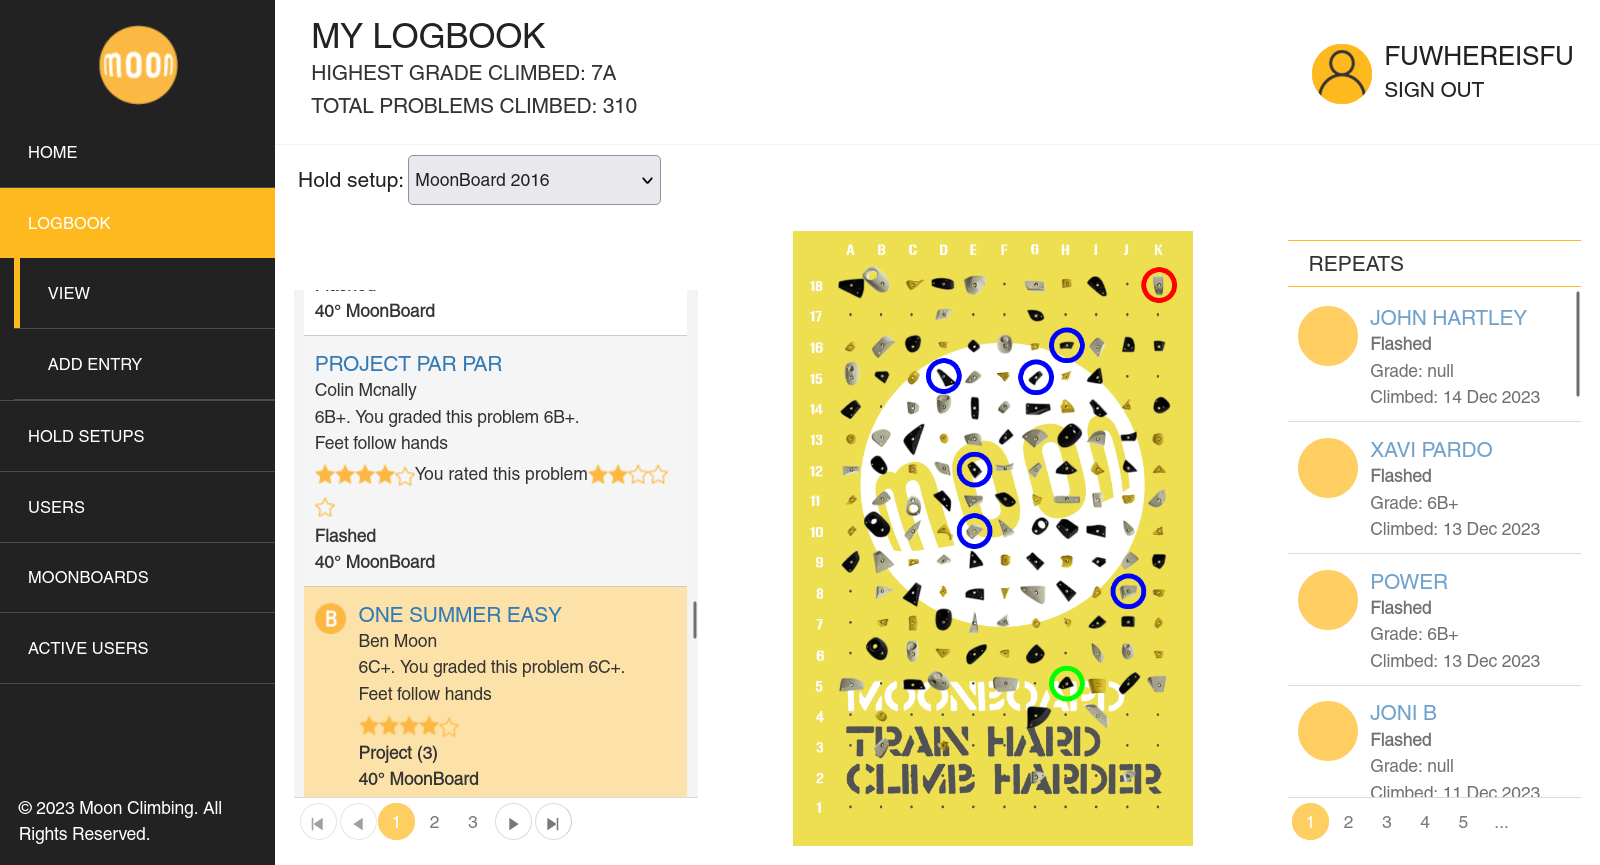 moon
HOME
LOGBOOK
VIEW
ADD ENTRY
HOLD SETUPS
USERS
MOONBOARDS
ACTIVE USERS
© 2023 Moon Climbing. All
Rights Reserved.
MY LOGBOOK
HIGHEST GRADE CLIMBED: 7A
TOTAL PROBLEMS CLIMBED: 310
FUWHEREISFU
SIGN OUT
Hold setup: MoonBoard 2016
Flashed
40° MoonBoard
PROJECT PAR PAR
Colin Mcnally
6B+. You graded this problem 6B+.
Feet follow hands
You rated this problem
Flashed
40° MoonBoard
B ONE SUMMER EASY
Ben Moon
6C+. You graded this problem 6C+.
Feet follow hands
Project (3)
40° MoonBoard
1 2 3
A B C D E F G H I J K
18
17
16
15
14
13
12
11
10
9
8
7
6
5
4
3
2
1
moon
MOONBOARD
TRAIN HARD
CLIMB HARDER
REPEATS
JOHN HARTLEY
Flashed
Grade: null
Climbed: 14 Dec 2023
XAVI PARDO
Flashed
Grade: 6B+
Climbed: 13 Dec 2023
POWER
Flashed
Grade: 6B+
Climbed: 13 Dec 2023
JONI B
Flashed
Grade: null
Climbed: 11 Dec 2023
1 2 3 4 5 ...